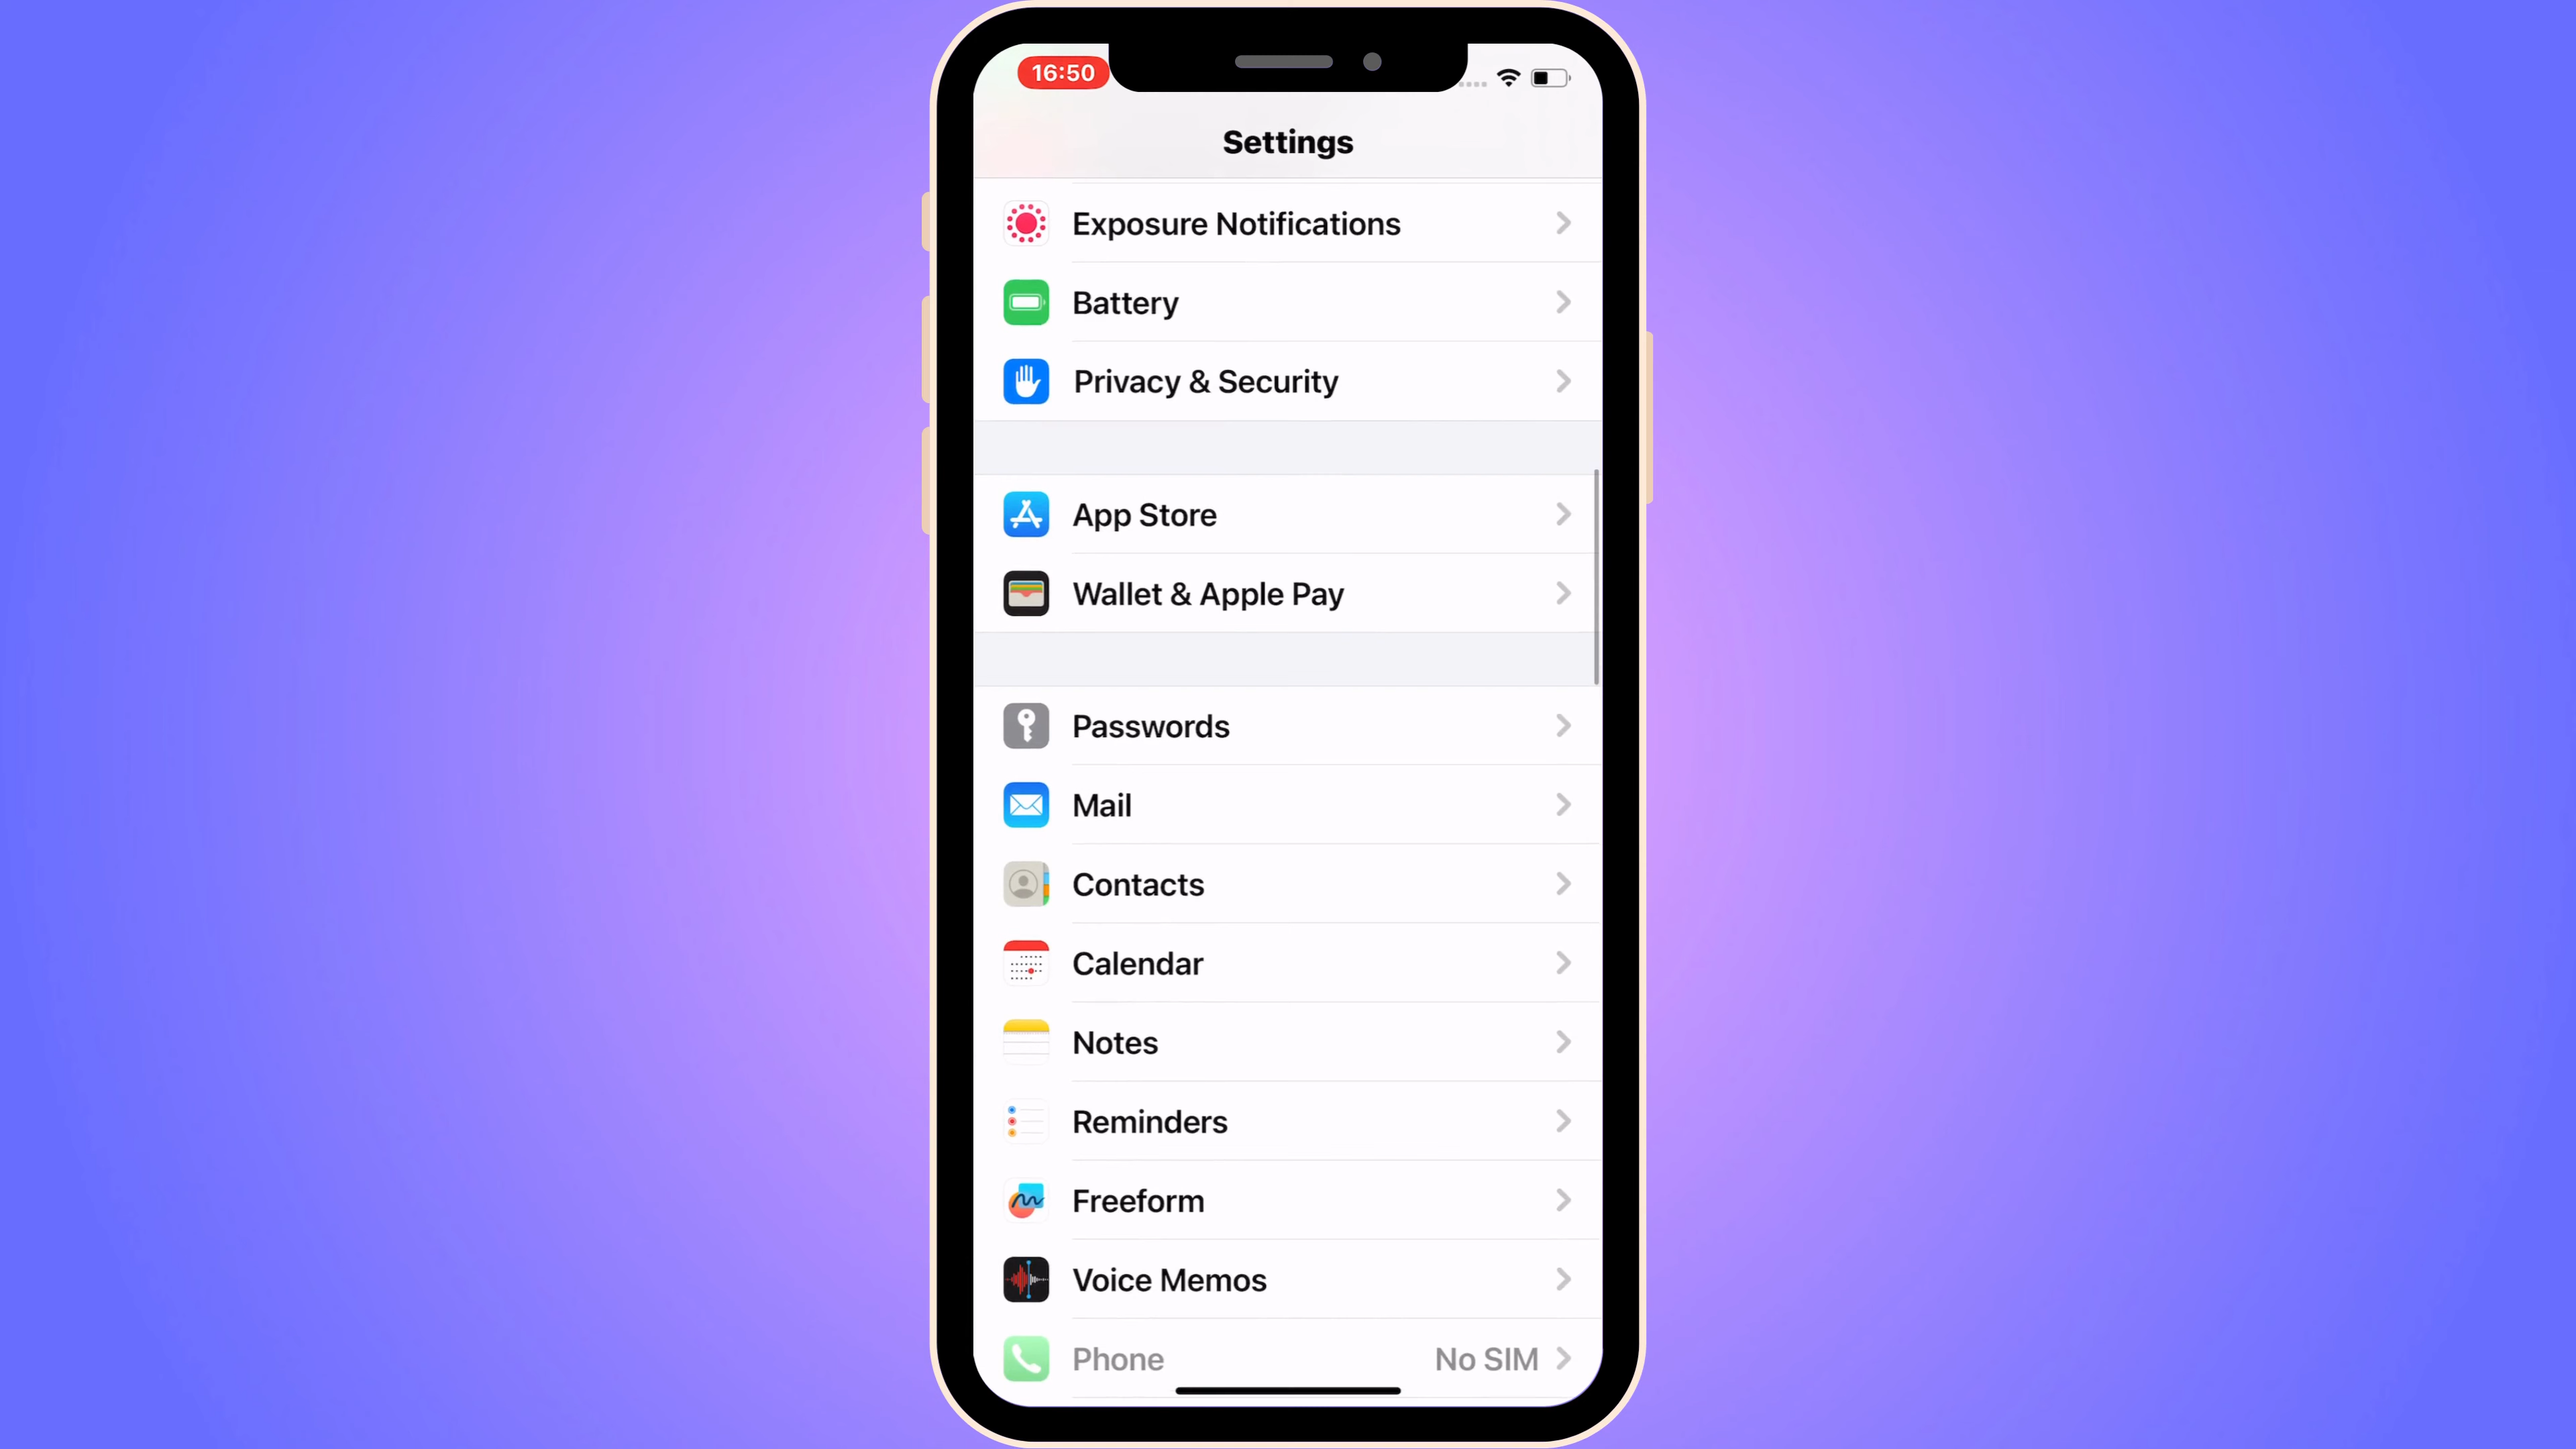 16:50
Settings
Exposure Notifications
Battery
Privacy & Security
App Store
Wallet & Apple Pay
Passwords
Mail
Contacts
Calendar
Notes
Reminders
Freeform
Voice Memos
Phone No SIM